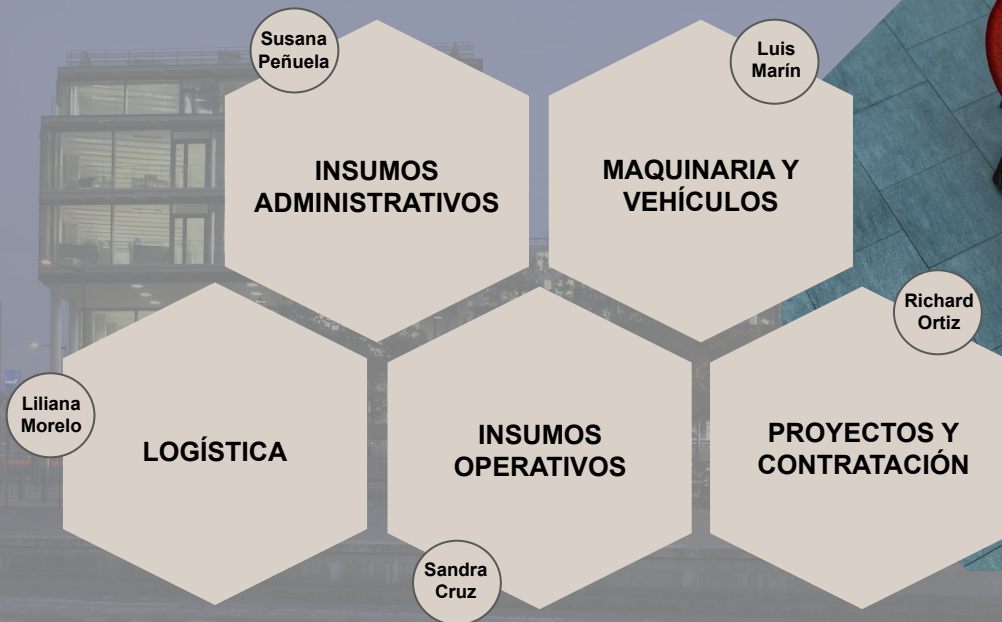 Susana
Peñuela
INSUMOS
ADMINISTRATIVOS
Luis
Marín
MAQUINARIA Y
VEHÍCULOS
Liliana
Morelo
LOGÍSTICA
Sandra
Cruz
INSUMOS
OPERATIVOS
Richard
Ortiz
PROYECTOS Y
CONTRATACIÓN